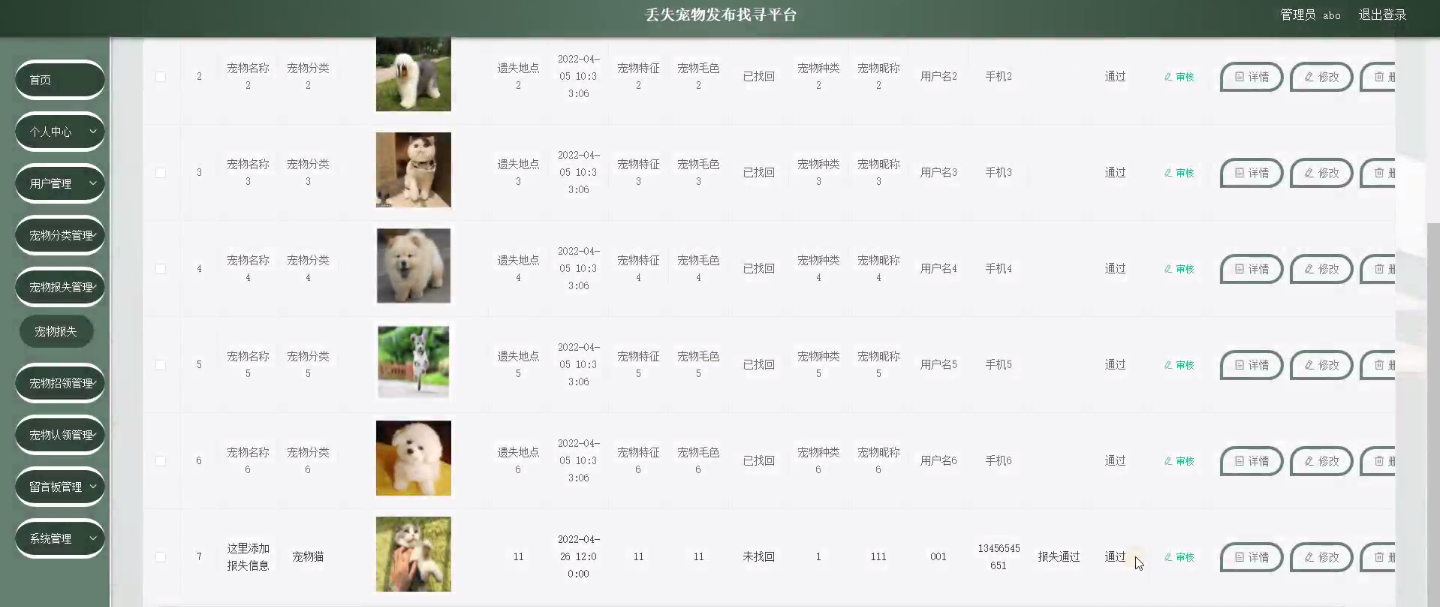 丢失宠物发布找寻平台
管理员 abo 退出登录
首页
个人中心
用户管理
宠物分类管理
宠物报失管理
宠物报失
宠物招领管理
宠物认领管理
留言板管理
系统管理
2 宠物名称 宠物分类 遗失地点 2022-04- 宠物特征 宠物毛色 已找回 宠物种类 宠物昵称 用户名2 手机2 通过 审核 详情 修改
2 2 2 05 10:3 2 2 2 2
3:06
3 宠物名称 宠物分类 遗失地点 2022-04- 宠物特征 宠物毛色 已找回 宠物种类 宠物昵称 用户名3 手机3 通过 审核 详情 修改
3 3 3 05 10:3 3 3 3 3
3:06
4 宠物名称 宠物分类 遗失地点 2022-04- 宠物特征 宠物毛色 已找回 宠物种类 宠物昵称 用户名4 手机4 通过 审核 详情 修改
4 4 4 05 10:3 4 4 4 4
3:06
5 宠物名称 宠物分类 遗失地点 2022-04- 宠物特征 宠物毛色 已找回 宠物种类 宠物昵称 用户名5 手机5 通过 审核 详情 修改
5 5 5 05 10:3 5 5 5 5
3:06
6 宠物名称 宠物分类 遗失地点 2022-04- 宠物特征 宠物毛色 已找回 宠物种类 宠物昵称 用户名6 手机6 通过 审核 详情 修改
6 6 6 05 10:3 6 6 6 6
3:06
7 这里添加 宠物猫 11 2022-04- 11 11 未找回 1 111 001 13456545 报失通过 通过 审核 详情 修改
报失信息 26 12:0 651
0:00